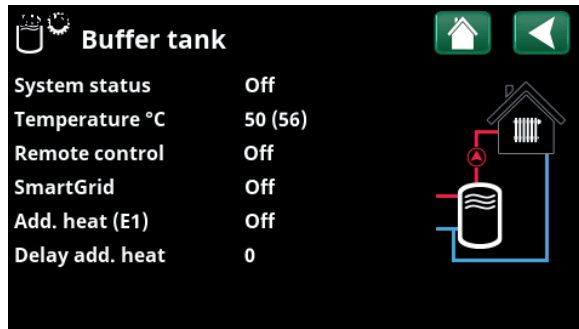 Buffer tank
System status Off
Temperature °C 50 (56)
Remote control Off
SmartGrid Off
Add. heat (E1) Off
Delay add. heat 0